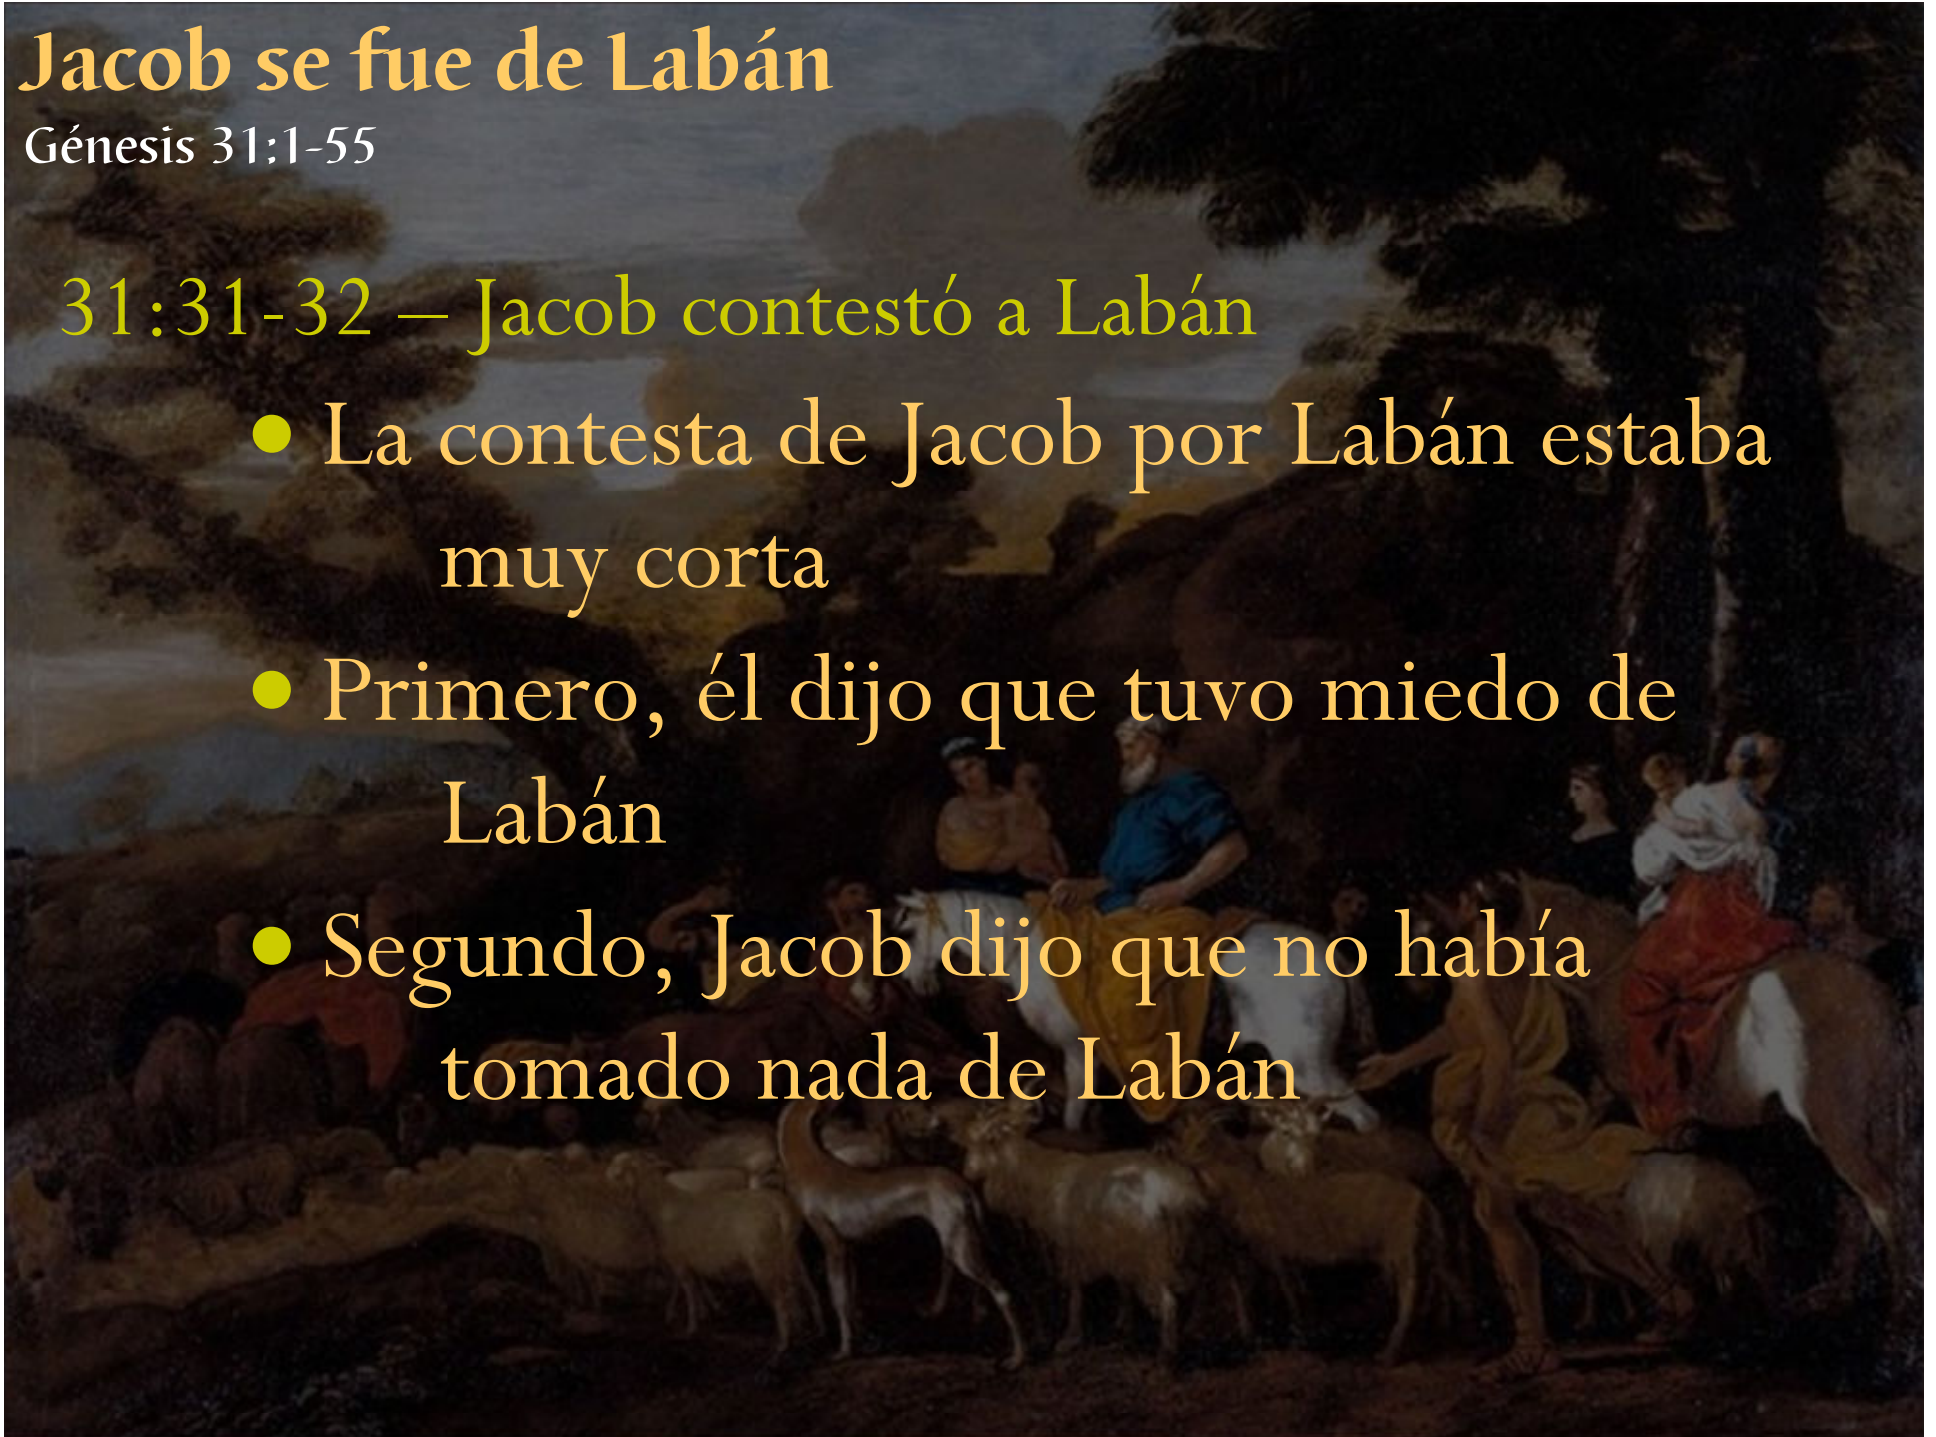 Jacob se fue de Labán
Génesis 31:1-55
31:31-32 – Jacob contestó a Labán
• La contesta de Jacob por Labán estaba
muy corta
• Primero, él dijo que tuvo miedo de
Labán
• Segundo, Jacob dijo que no había
tomado nada de Labán